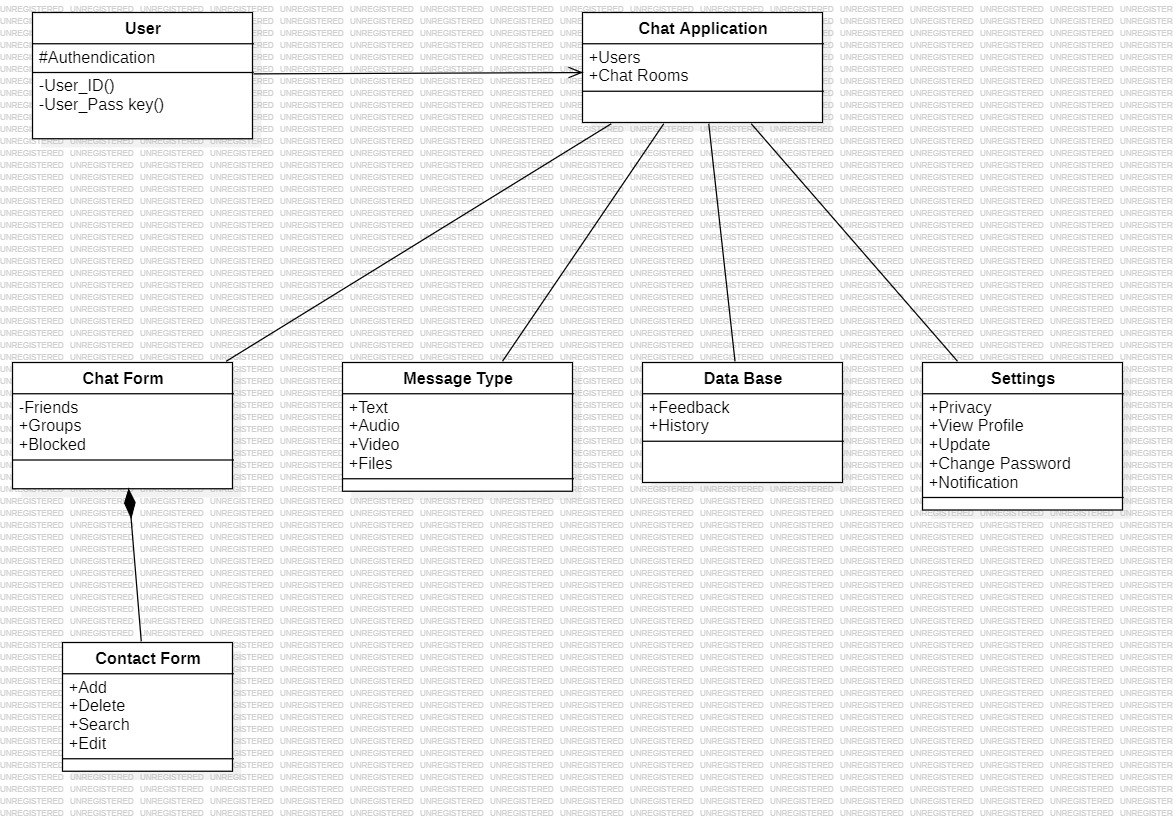 User
#Authendication
-User_ID()
-User_Pass key()
Chat Application
+Users
+Chat Rooms
Chat Form
-Friends
+Groups
+Blocked
Message Type
+Text
+Audio
+Video
+Files
Data Base
+Feedback
+History
Settings
+Privacy
+View Profile
+Update
+Change Password
+Notification
Contact Form
+Add
+Delete
+Search
+Edit
UNREGISTERED